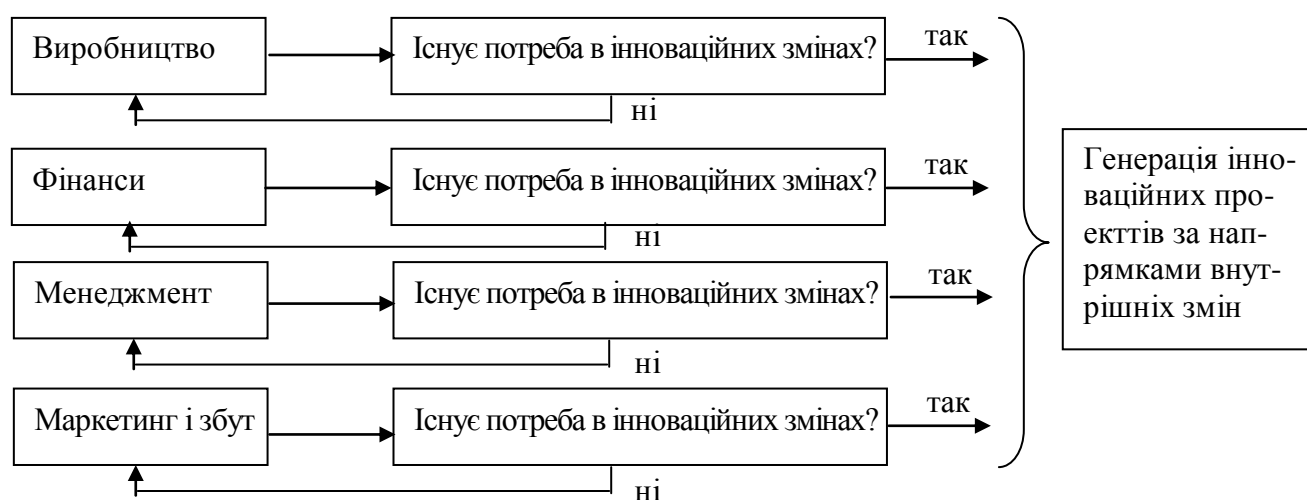 Виробництво
Існує потреба в інноваційних змінах?
так
ні
Фінанси
Існує потреба в інноваційних змінах?
так
ні
Менеджмент
Існує потреба в інноваційних змінах?
так
ні
Маркетинг і збут
Існує потреба в інноваційних змінах?
так
ні
Генерація інно-
ваційних про-
екттів за нап-
рямками внут-
рішніх змін